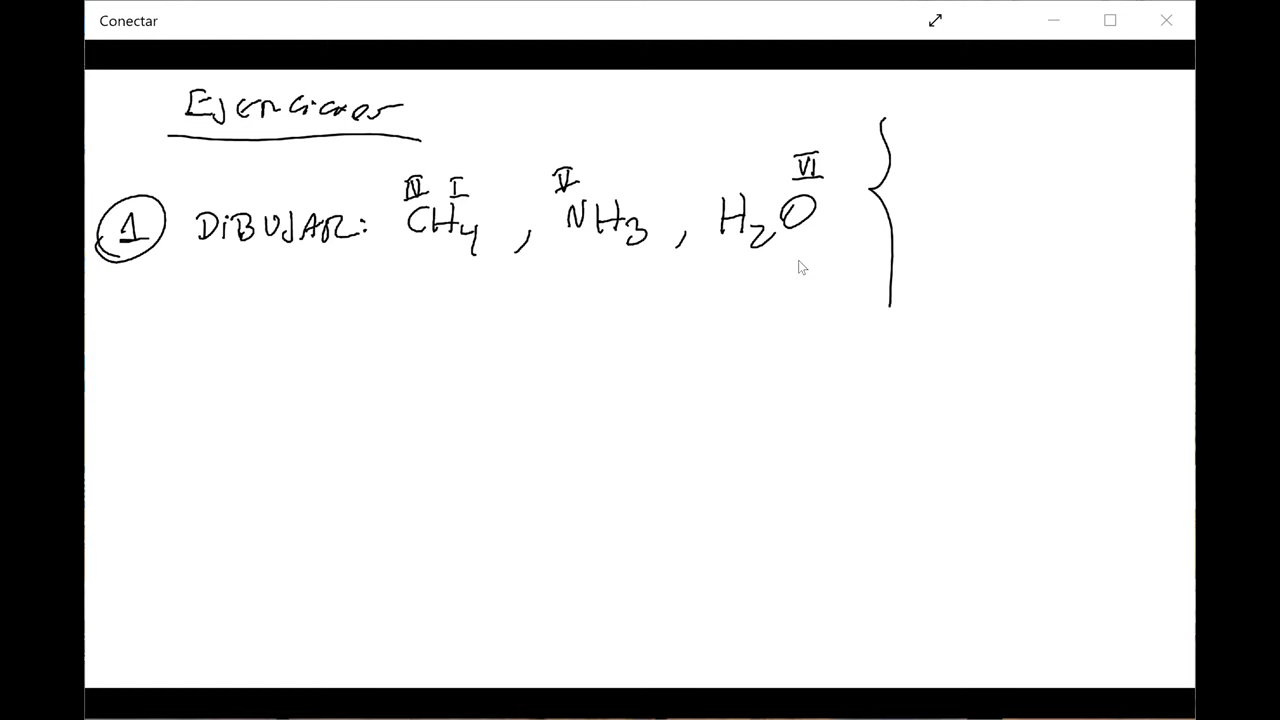 Conectar
Ejercicios
IV I V VI
1 DiBUJAR: CH4 , NH3 , H2O